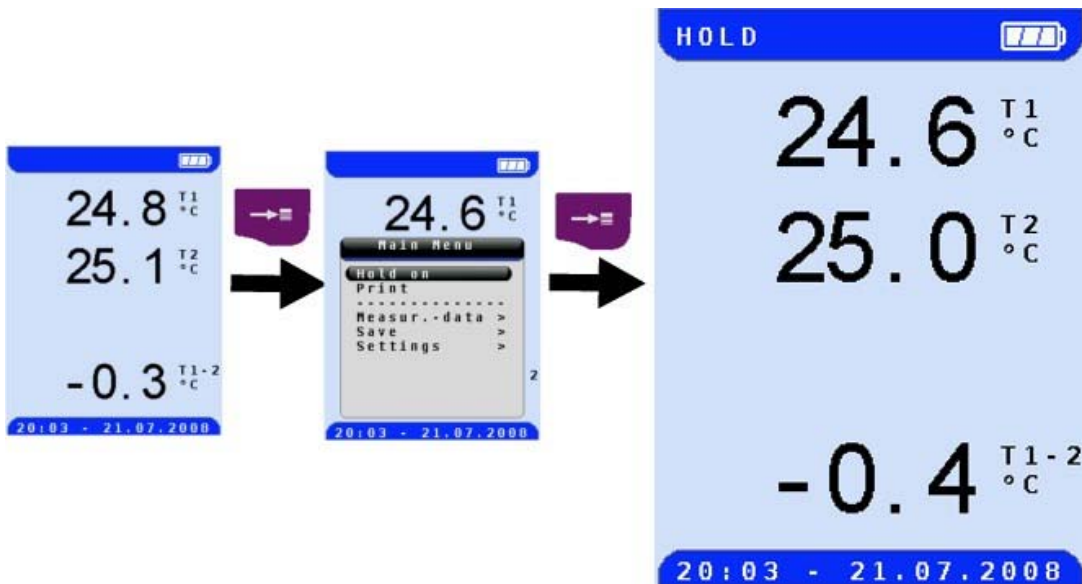 24.8 T1 °C
25.1 T2 °C
-0.3 T1-2 °C
20:03 - 21.07.2008
24.6 T1 °C
Main Menu
Hold on
Print
--------------
Measur.-data >
Save >
Settings >
2
20:03 - 21.07.2008
HOLD
24.6 T1 °C
25.0 T2 °C
-0.4 T1-2 °C
20:03 - 21.07.2008